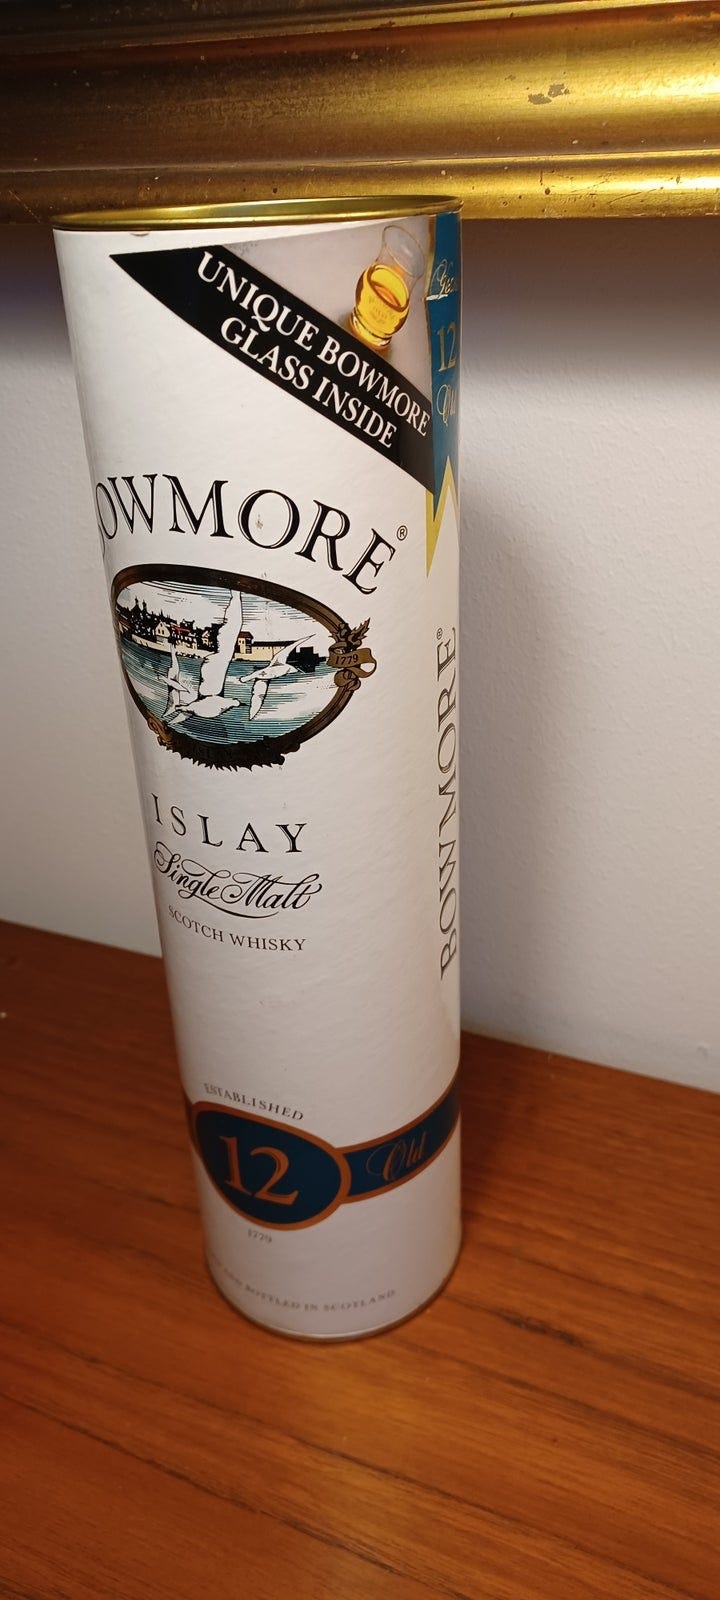 UNIQUE BOWMORE
GLASS INSIDE
12
OWMORE®
1779
ISLAY
Single Malt
SCOTCH WHISKY
BOWMORE®
ESTABLISHED
12
Old
1779
AND BOTTLED IN SCOTLAND